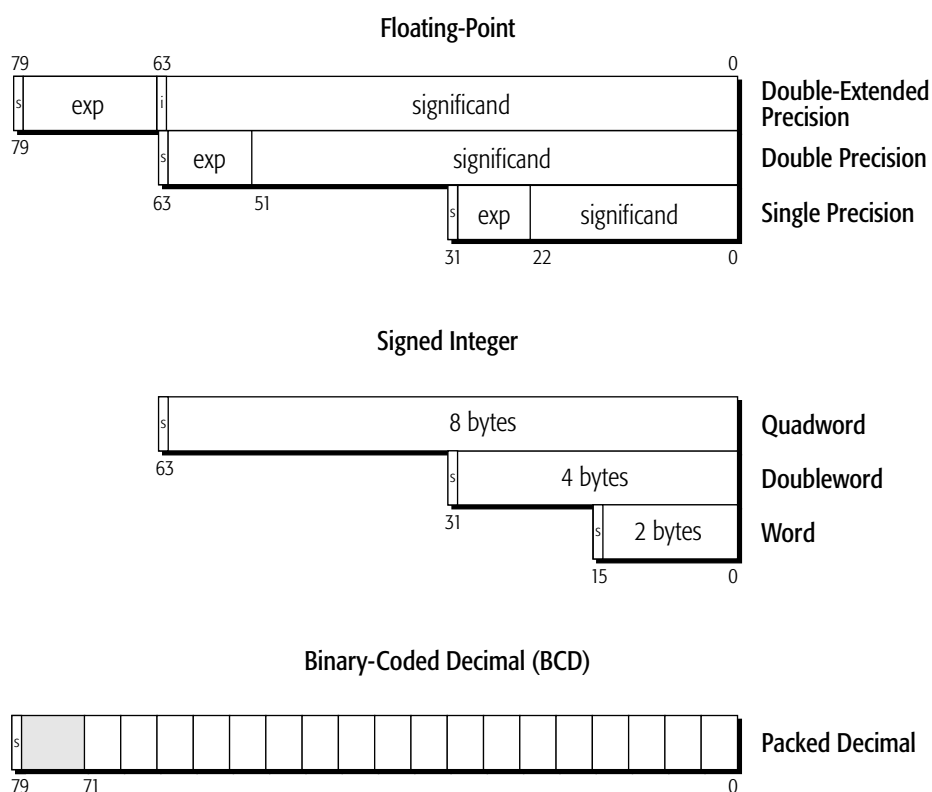 Floating-Point
79 63 0
s exp i significand Double-Extended
Precision
79
s exp significand Double Precision
63 51
s exp significand Single Precision
31 22 0
Signed Integer
s 8 bytes Quadword
63
s 4 bytes Doubleword
31
s 2 bytes Word
15 0
Binary-Coded Decimal (BCD)
s Packed Decimal
79 71 0